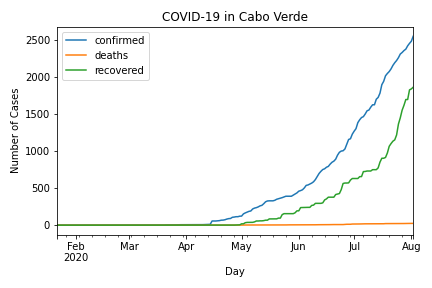 COVID-19 in Cabo Verde
confirmed
deaths
recovered
Number of Cases
2500
2000
1500
1000
500
0
Feb
2020
Mar
Apr
May
Jun
Jul
Aug
Day